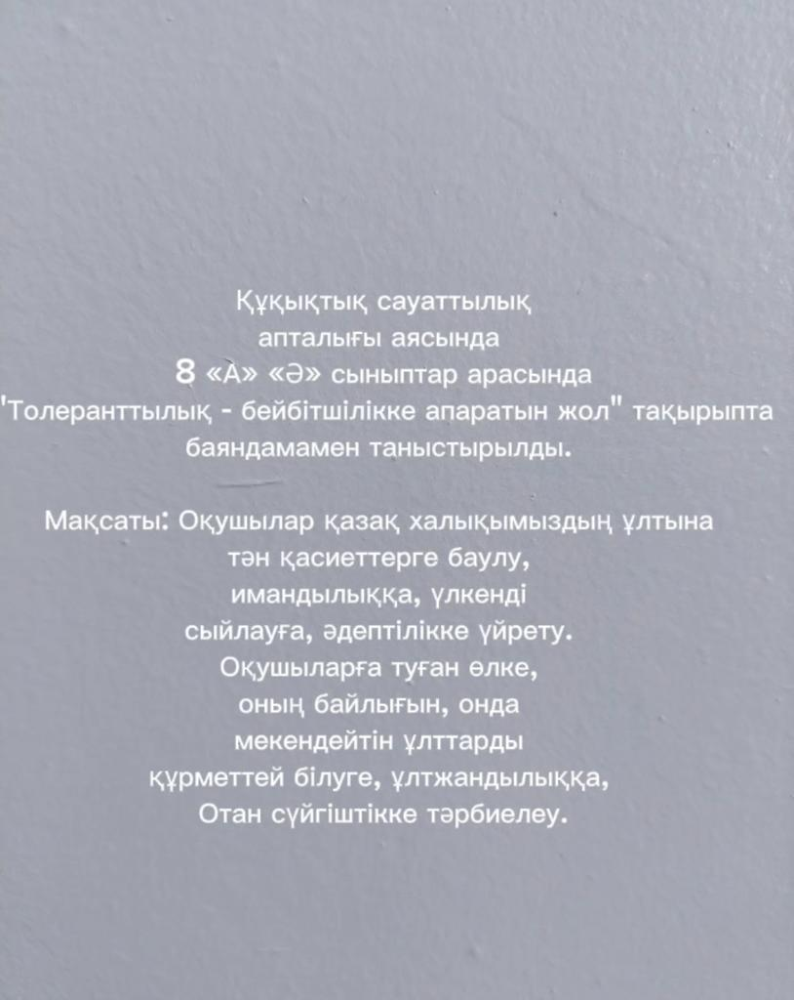 Құқықтық сауаттылық
апталығы аясында
8 «А» «Ә» сыныптар арасында
"Толеранттылық - бейбітшілікке апаратын жол" тақырыпта
баяндамамен таныстырылды.
Мақсаты: Оқушылар қазақ халықымыздың ұлтына
тән қасиеттерге баулу,
имандылыққа, үлкенді
сыйлауға, әдептілікке үйрету.
Оқушыларға туған өлке,
оның байлығын, онда
мекендейтін ұлттарды
құрметтей білуге, ұлтжандылыққа,
Отан сүйгіштікке тәрбиелеу.